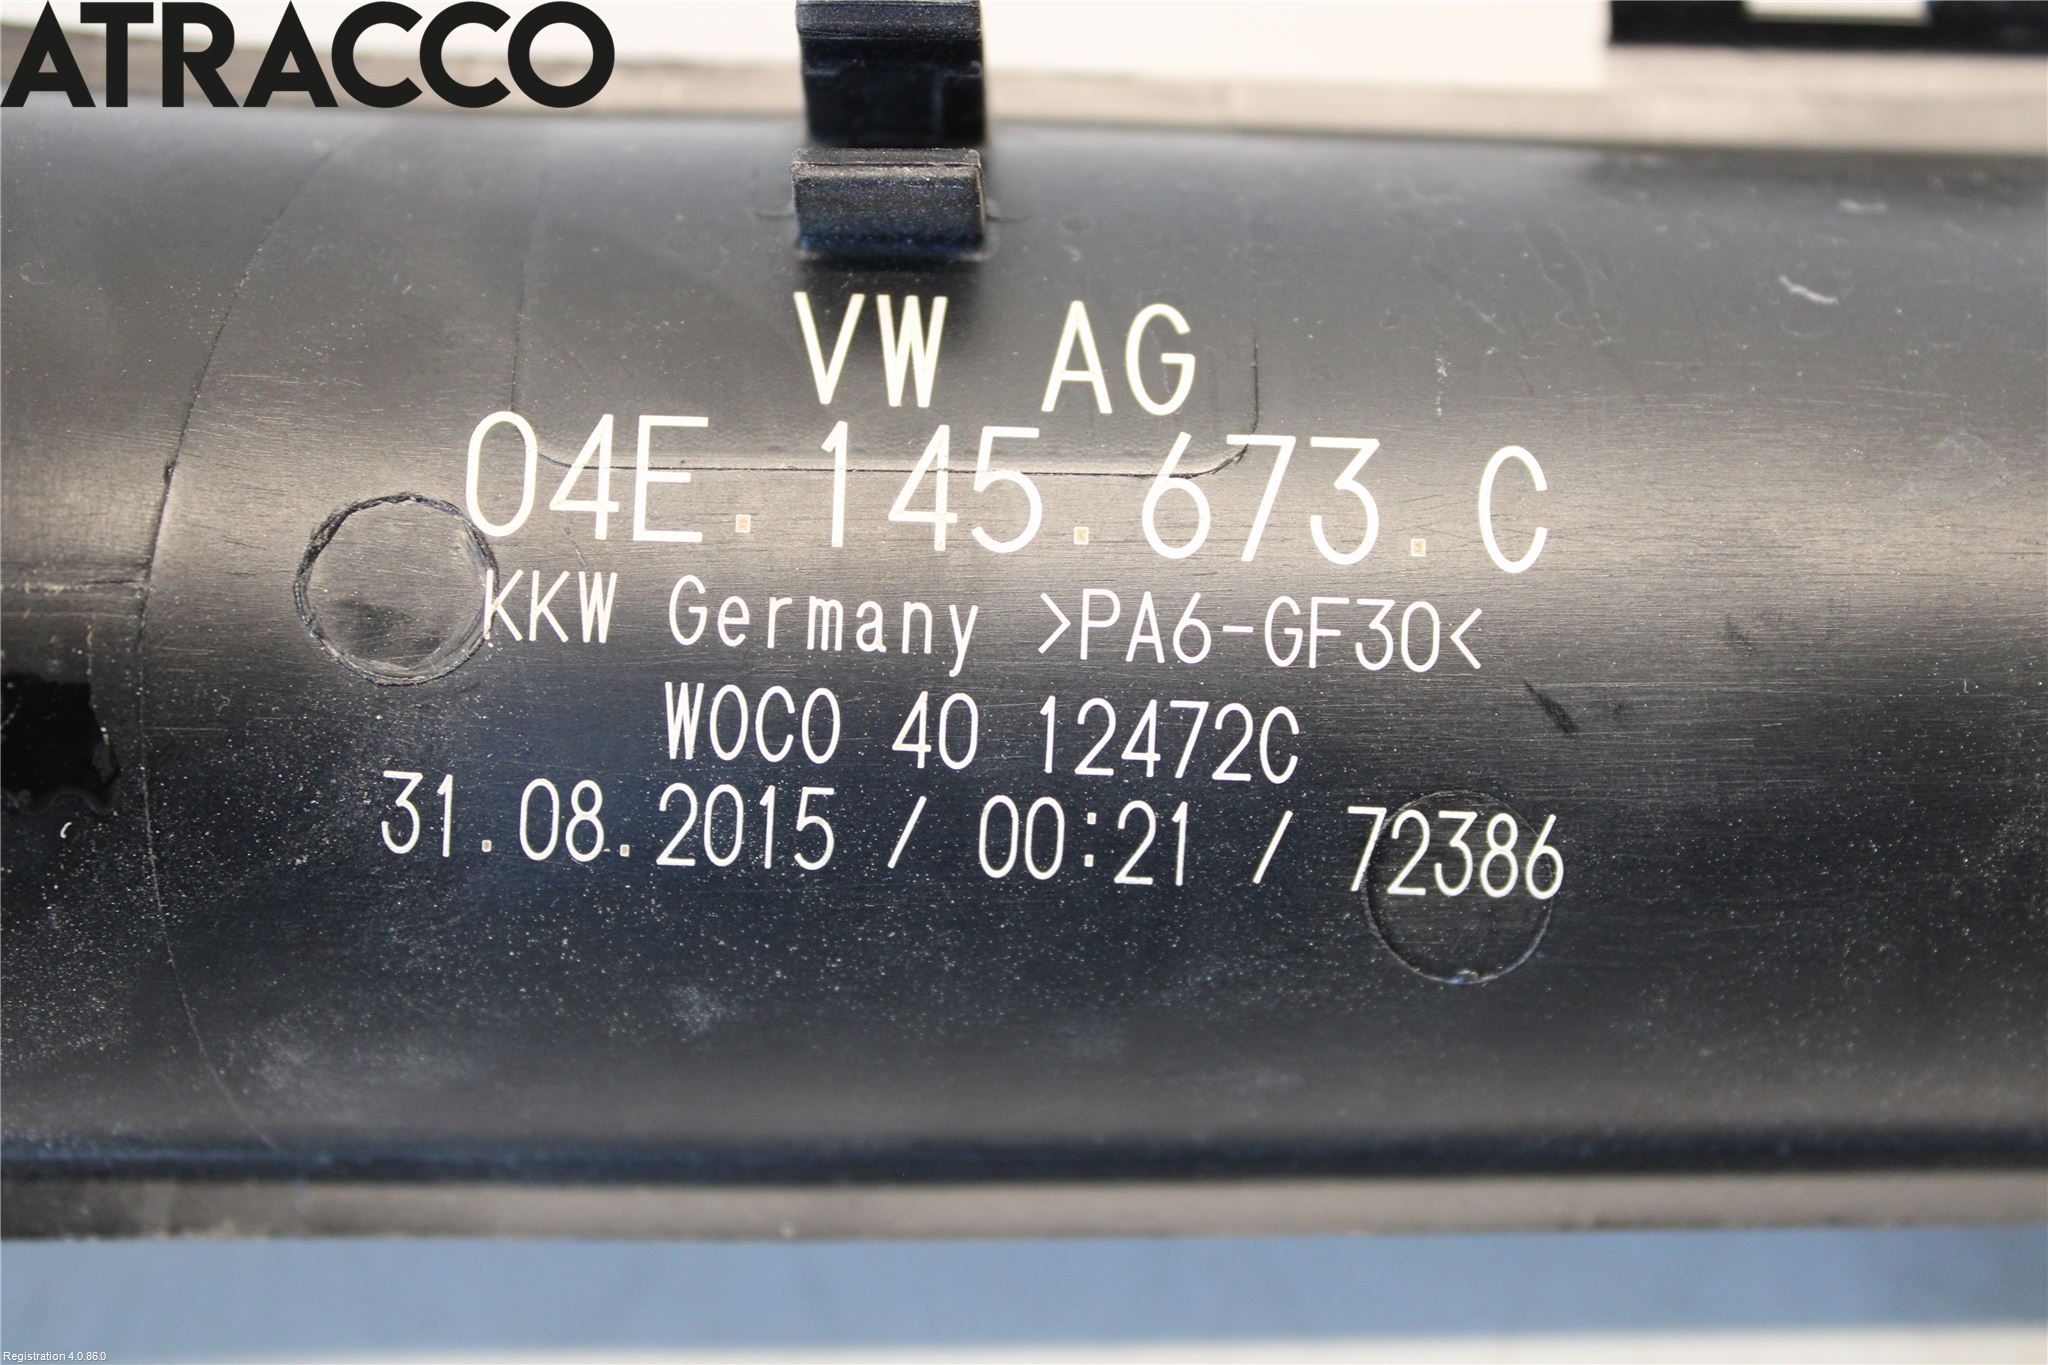 ATRACCO
VW AG
04E.145.673.C
KKW Germany >PA6-GF30<
WOCO 40 12472C
31.08.2015 / 00:21 / 72386
Registration 4.0.86.0